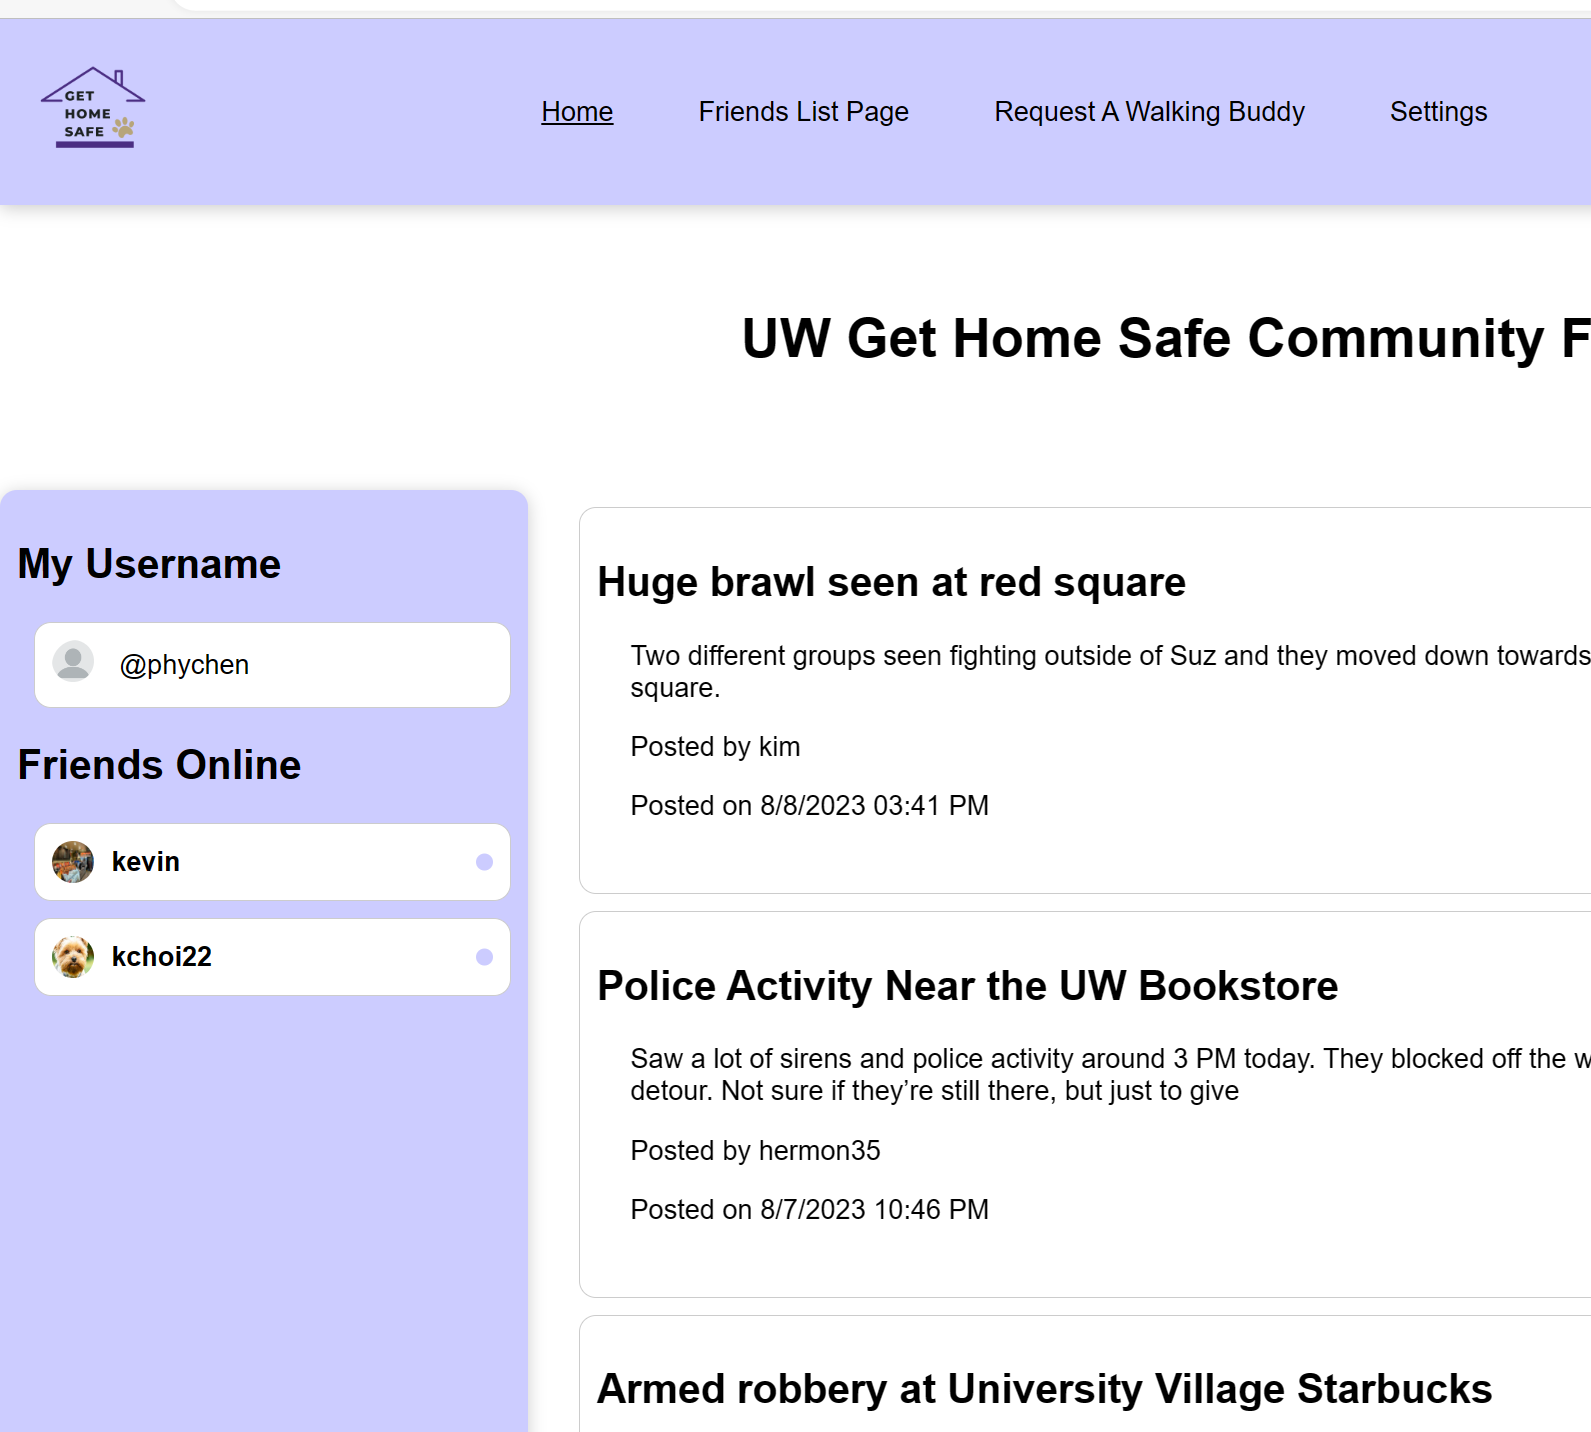 GET
HOME
SAFE
Home Friends List Page Request A Walking Buddy Settings
UW Get Home Safe Community F
My Username
@phychen
Friends Online
kevin
kchoi22
Huge brawl seen at red square
Two different groups seen fighting outside of Suz and they moved down towards
square.
Posted by kim
Posted on 8/8/2023 03:41 PM
Police Activity Near the UW Bookstore
Saw a lot of sirens and police activity around 3 PM today. They blocked off the w
detour. Not sure if they’re still there, but just to give
Posted by hermon35
Posted on 8/7/2023 10:46 PM
Armed robbery at University Village Starbucks